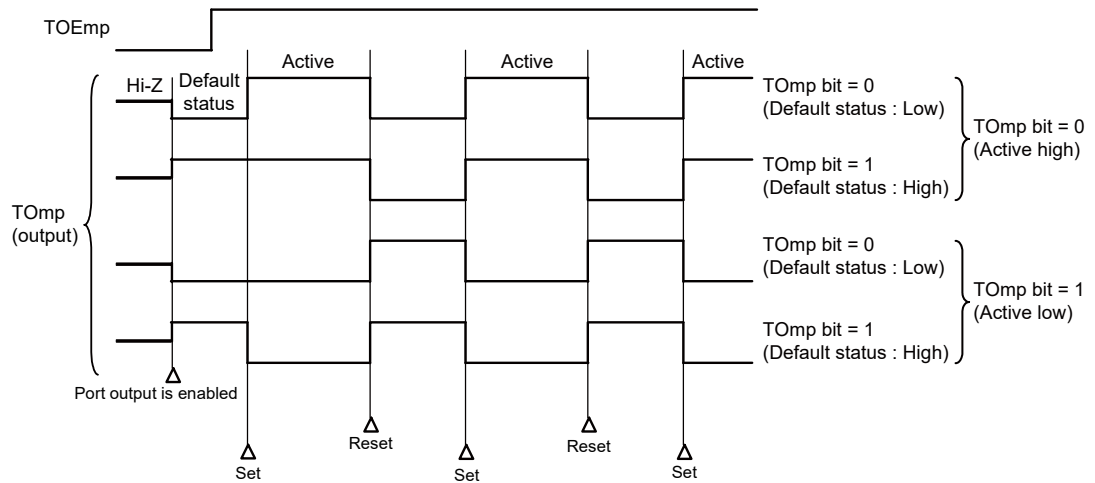 TOEmp
Active
Active
Active
Hi-Z
Default
status
TOmp bit = 0
(Default status : Low)
TOmp bit = 0
(Active high)
TOmp bit = 1
(Default status : High)
TOmp
(output)
TOmp bit = 0
(Default status : Low)
TOmp bit = 1
(Active low)
TOmp bit = 1
(Default status : High)
Port output is enabled
Reset
Reset
Set
Set
Set